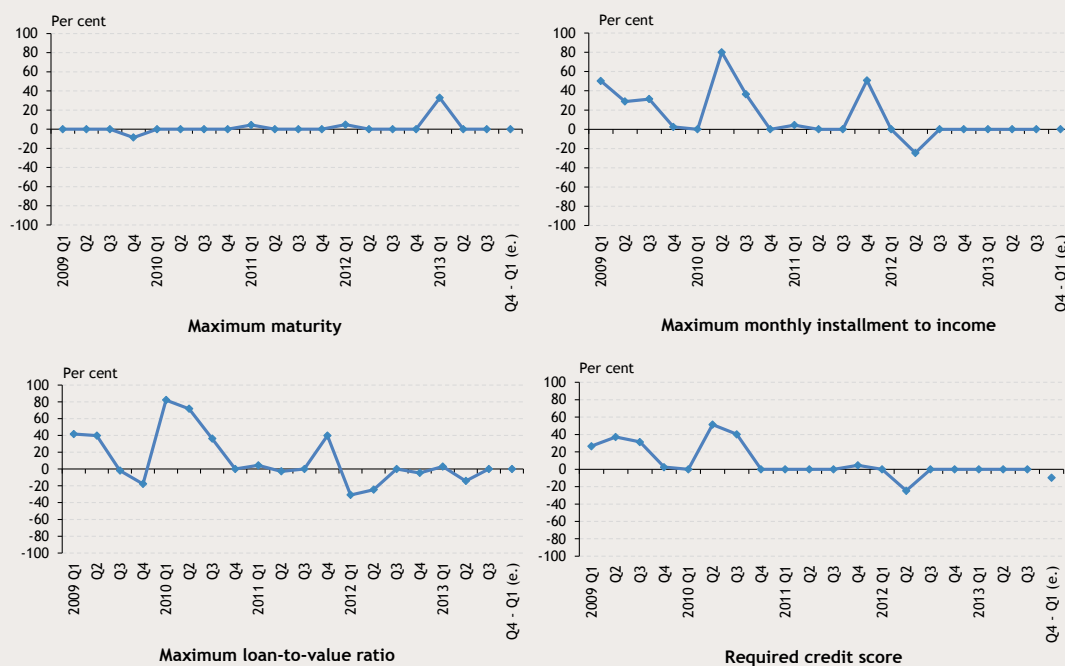 Per cent
100
80
60
40
20
0
-20
-40
-60
-80
-100
2009 Q1
Q2
Q3
Q4
2010 Q1
Q2
Q3
Q4
2011 Q1
Q2
Q3
Q4
2012 Q1
Q2
Q3
Q4
2013 Q1
Q2
Q3
Q4 - Q1 (e.)
Maximum maturity
Per cent
100
80
60
40
20
0
-20
-40
-60
-80
-100
2009 Q1
Q2
Q3
Q4
2010 Q1
Q2
Q3
Q4
2011 Q1
Q2
Q3
Q4
2012 Q1
Q2
Q3
Q4
2013 Q1
Q2
Q3
Q4 - Q1 (e.)
Maximum monthly installment to income
Per cent
100
80
60
40
20
0
-20
-40
-60
-80
-100
2009 Q1
Q2
Q3
Q4
2010 Q1
Q2
Q3
Q4
2011 Q1
Q2
Q3
Q4
2012 Q1
Q2
Q3
Q4
2013 Q1
Q2
Q3
Q4 - Q1 (e.)
Maximum loan-to-value ratio
Per cent
100
80
60
40
20
0
-20
-40
-60
-80
-100
2009 Q1
Q2
Q3
Q4
2010 Q1
Q2
Q3
Q4
2011 Q1
Q2
Q3
Q4
2012 Q1
Q2
Q3
Q4
2013 Q1
Q2
Q3
Q4 - Q1 (e.)
Required credit score